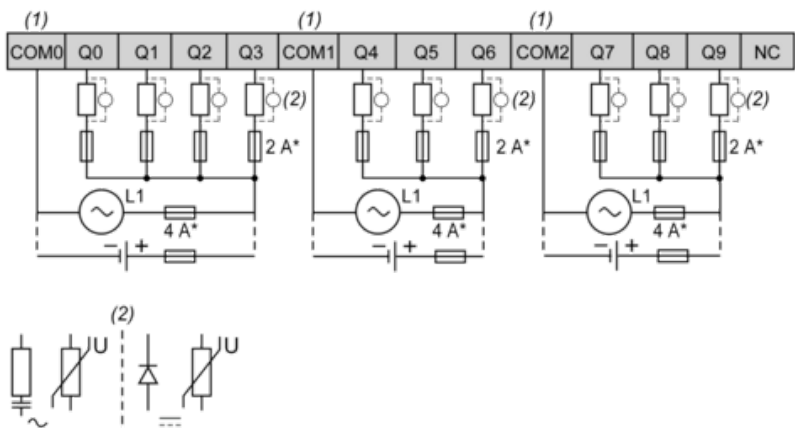 (1) (1) (1)
COM0 Q0 Q1 Q2 Q3 COM1 Q4 Q5 Q6 COM2 Q7 Q8 Q9 NC
(2) (2) (2)
2 A* 2 A* 2 A*
L1 L1 L1
4 A* 4 A* 4 A*
− + − + − +
(2)
U U